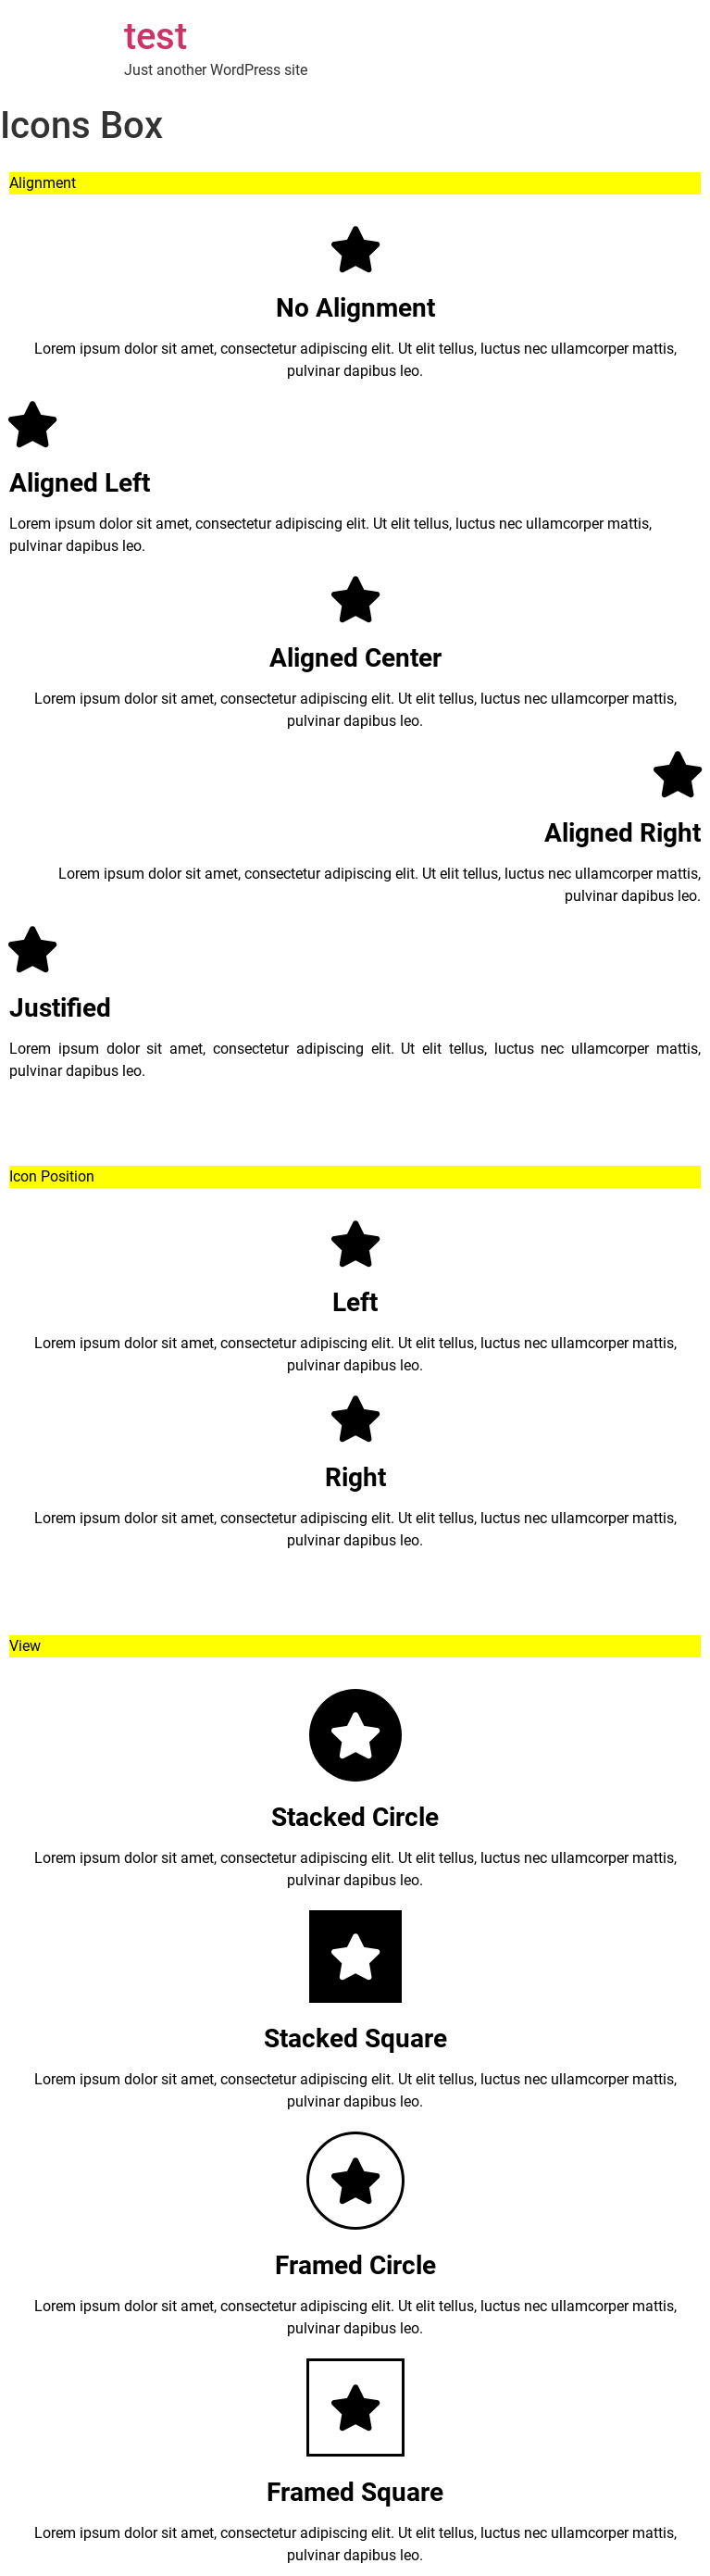 test
Just another WordPress site
Icons Box
Alignment
No Alignment
Lorem ipsum dolor sit amet, consectetur adipiscing elit. Ut elit tellus, luctus nec ullamcorper mattis,
pulvinar dapibus leo.
Aligned Left
Lorem ipsum dolor sit amet, consectetur adipiscing elit. Ut elit tellus, luctus nec ullamcorper mattis,
pulvinar dapibus leo.
Aligned Center
Lorem ipsum dolor sit amet, consectetur adipiscing elit. Ut elit tellus, luctus nec ullamcorper mattis,
pulvinar dapibus leo.
Aligned Right
Lorem ipsum dolor sit amet, consectetur adipiscing elit. Ut elit tellus, luctus nec ullamcorper mattis,
pulvinar dapibus leo.
Justified
Lorem ipsum dolor sit amet, consectetur adipiscing elit. Ut elit tellus, luctus nec ullamcorper mattis,
pulvinar dapibus leo.
Icon Position
Left
Lorem ipsum dolor sit amet, consectetur adipiscing elit. Ut elit tellus, luctus nec ullamcorper mattis,
pulvinar dapibus leo.
Right
Lorem ipsum dolor sit amet, consectetur adipiscing elit. Ut elit tellus, luctus nec ullamcorper mattis,
pulvinar dapibus leo.
View
Stacked Circle
Lorem ipsum dolor sit amet, consectetur adipiscing elit. Ut elit tellus, luctus nec ullamcorper mattis,
pulvinar dapibus leo.
Stacked Square
Lorem ipsum dolor sit amet, consectetur adipiscing elit. Ut elit tellus, luctus nec ullamcorper mattis,
pulvinar dapibus leo.
Framed Circle
Lorem ipsum dolor sit amet, consectetur adipiscing elit. Ut elit tellus, luctus nec ullamcorper mattis,
pulvinar dapibus leo.
Framed Square
Lorem ipsum dolor sit amet, consectetur adipiscing elit. Ut elit tellus, luctus nec ullamcorper mattis,
pulvinar dapibus leo.